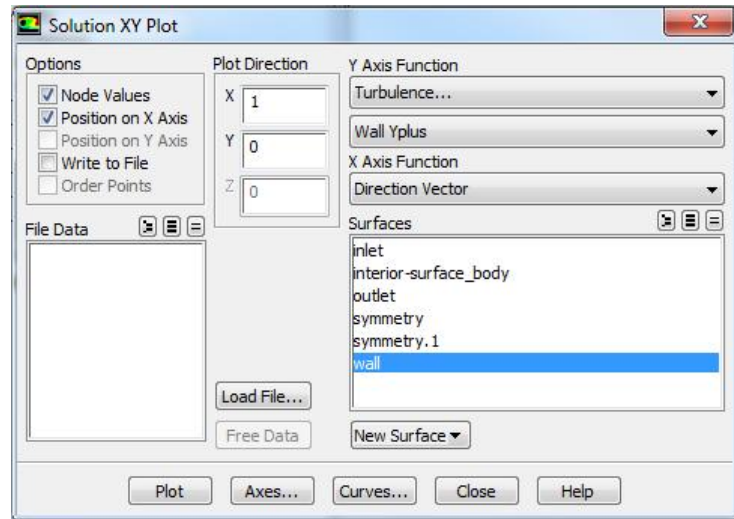 Solution XY Plot
Options
Node Values
Position on X Axis
Position on Y Axis
Write to File
Order Points
Plot Direction
X 1
Y 0
Z 0
Y Axis Function
Turbulence...
Wall Yplus
X Axis Function
Direction Vector
File Data
Surfaces
inlet
interior-surface_body
outlet
symmetry
symmetry.1
wall
Load File...
Free Data
New Surface
Plot
Axes...
Curves...
Close
Help